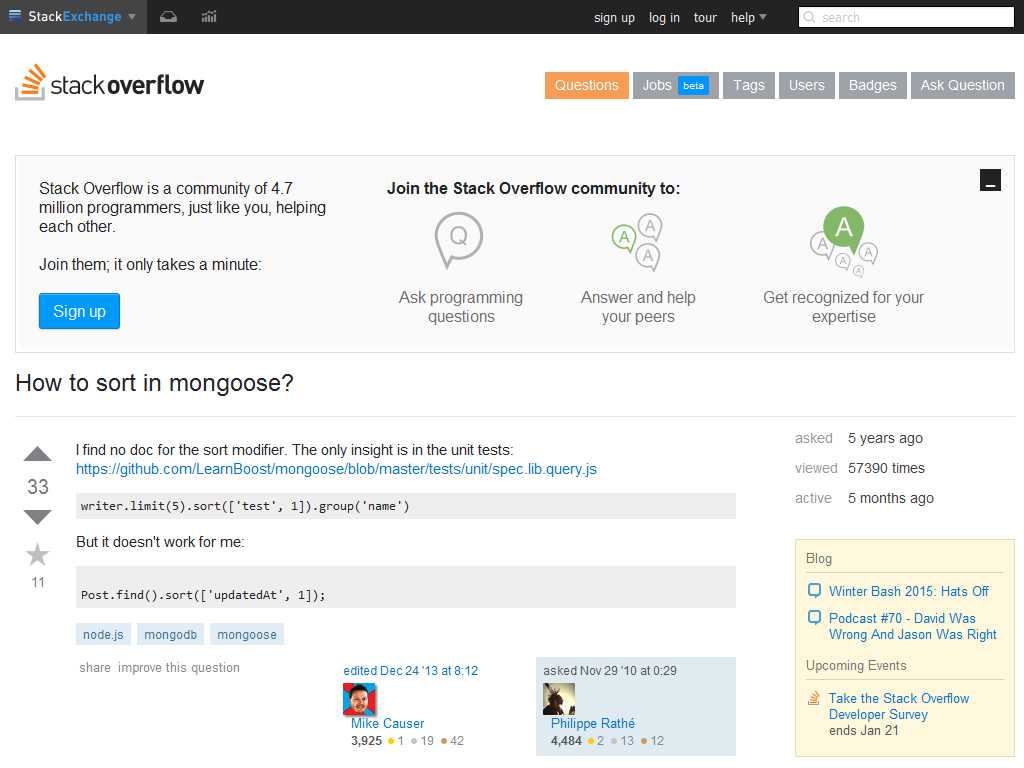 StackExchange
sign up log in tour help
search
stackoverflow
Questions
Jobs beta
Tags
Users
Badges
Ask Question
Stack Overflow is a community of 4.7
million programmers, just like you, helping
each other.
Join them; it only takes a minute:
Sign up
Join the Stack Overflow community to:
Q
A
A
A
A
A
A
A
A
Ask programming
questions
Answer and help
your peers
Get recognized for your
expertise
How to sort in mongoose?
33
11
I find no doc for the sort modifier. The only insight is in the unit tests:
https://github.com/LearnBoost/mongoose/blob/master/tests/unit/spec.lib.query.js
writer.limit(5).sort(['test', 1]).group('name')
But it doesn't work for me:
Post.find().sort(['updatedAt', 1]);
node.js mongodb mongoose
share improve this question
edited Dec 24 '13 at 8:12
Mike Causer
3,925 1 19 42
asked Nov 29 '10 at 0:29
Philippe Rathé
4,484 2 13 12
asked 5 years ago
viewed 57390 times
active 5 months ago
Blog
Winter Bash 2015: Hats Off
Podcast #70 - David Was
Wrong And Jason Was Right
Upcoming Events
Take the Stack Overflow
Developer Survey
ends Jan 21